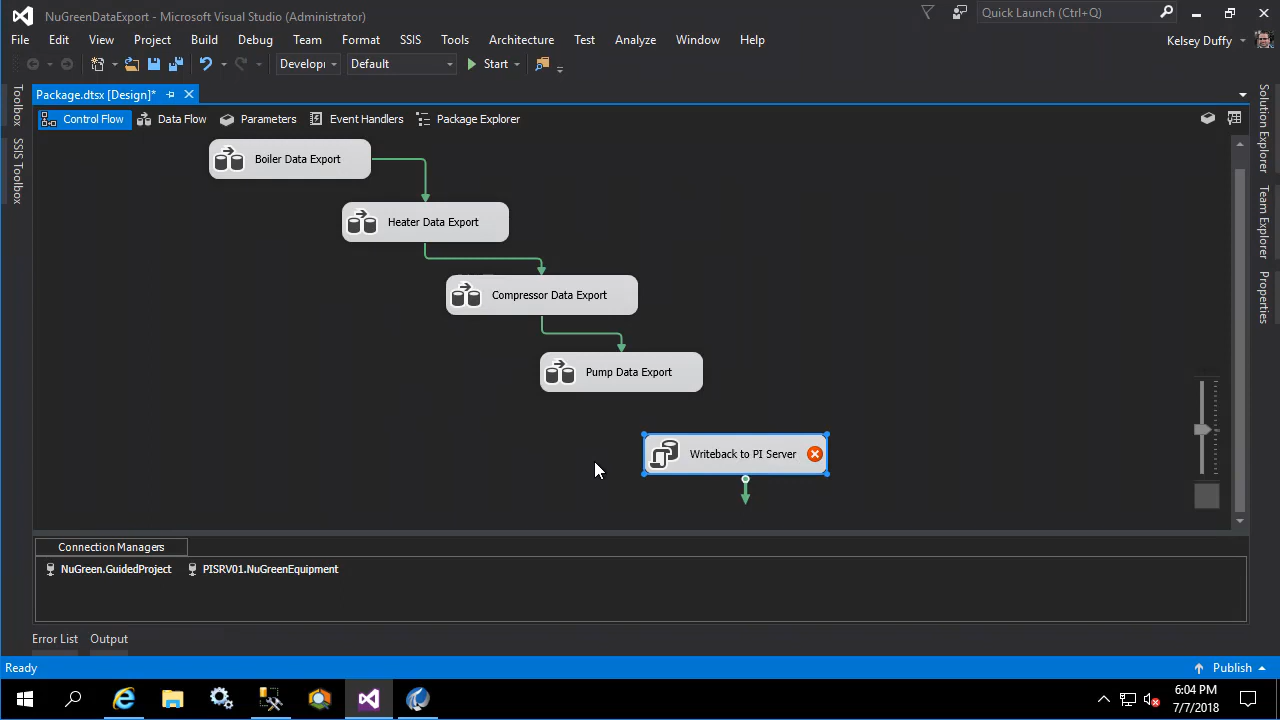 NuGreenDataExport - Microsoft Visual Studio (Administrator)
Quick Launch (Ctrl+Q)
File Edit View Project Build Debug Team Format SSIS Tools Architecture Test Analyze Window Help
Kelsey Duffy
Developi Default Start
Package.dtsx [Design]*
Control Flow Data Flow Parameters Event Handlers Package Explorer
Toolbox
SSIS Toolbox
Boiler Data Export
Heater Data Export
Compressor Data Export
Pump Data Export
Writeback to PI Server
Solution Explorer
Team Explorer
Properties
Connection Managers
NuGreen.GuidedProject PISRV01.NuGreenEquipment
Error List Output
Ready
Publish
6:04 PM
7/7/2018